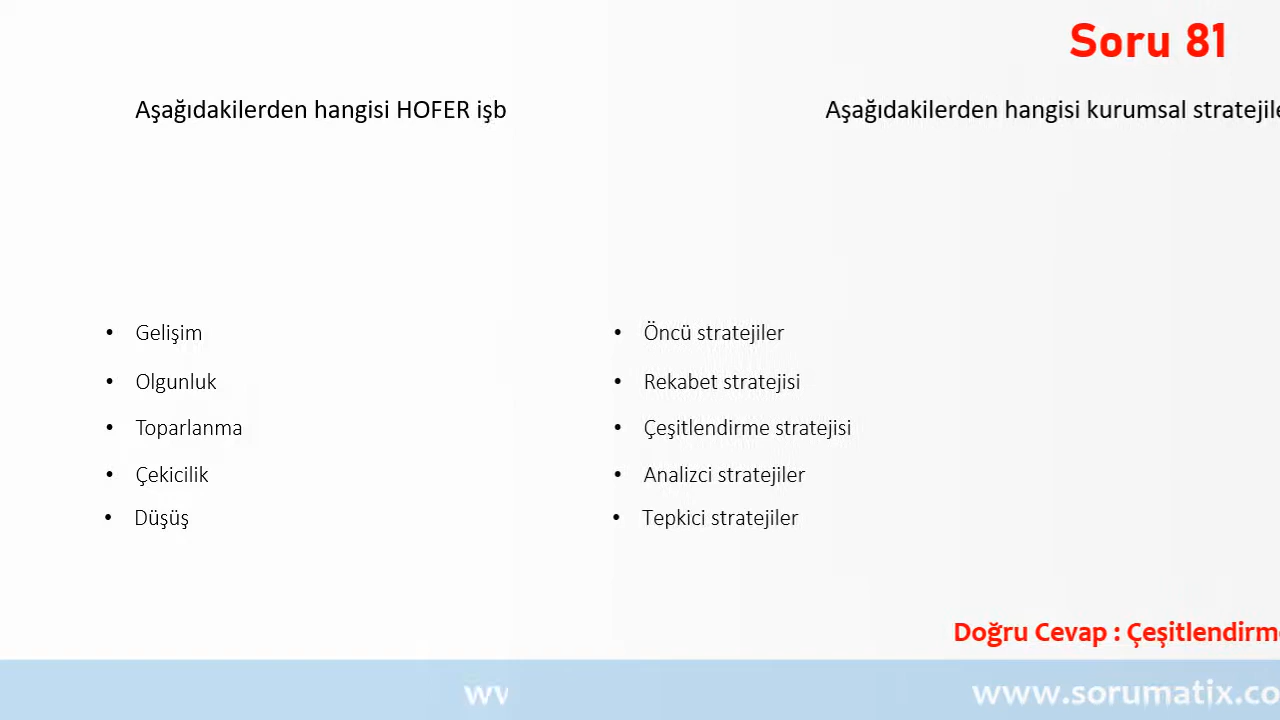 Soru 81
Aşağıdakilerden hangisi HOFER işb
Gelişim
Olgunluk
Toparlanma
Çekicilik
Düşüş
Aşağıdakilerden hangisi kurumsal stratejile
Öncü stratejiler
Rekabet stratejisi
Çeşitlendirme stratejisi
Analizci stratejiler
Tepkici stratejiler
Doğru Cevap : Çeşitlendirme
www.sorumatix.co